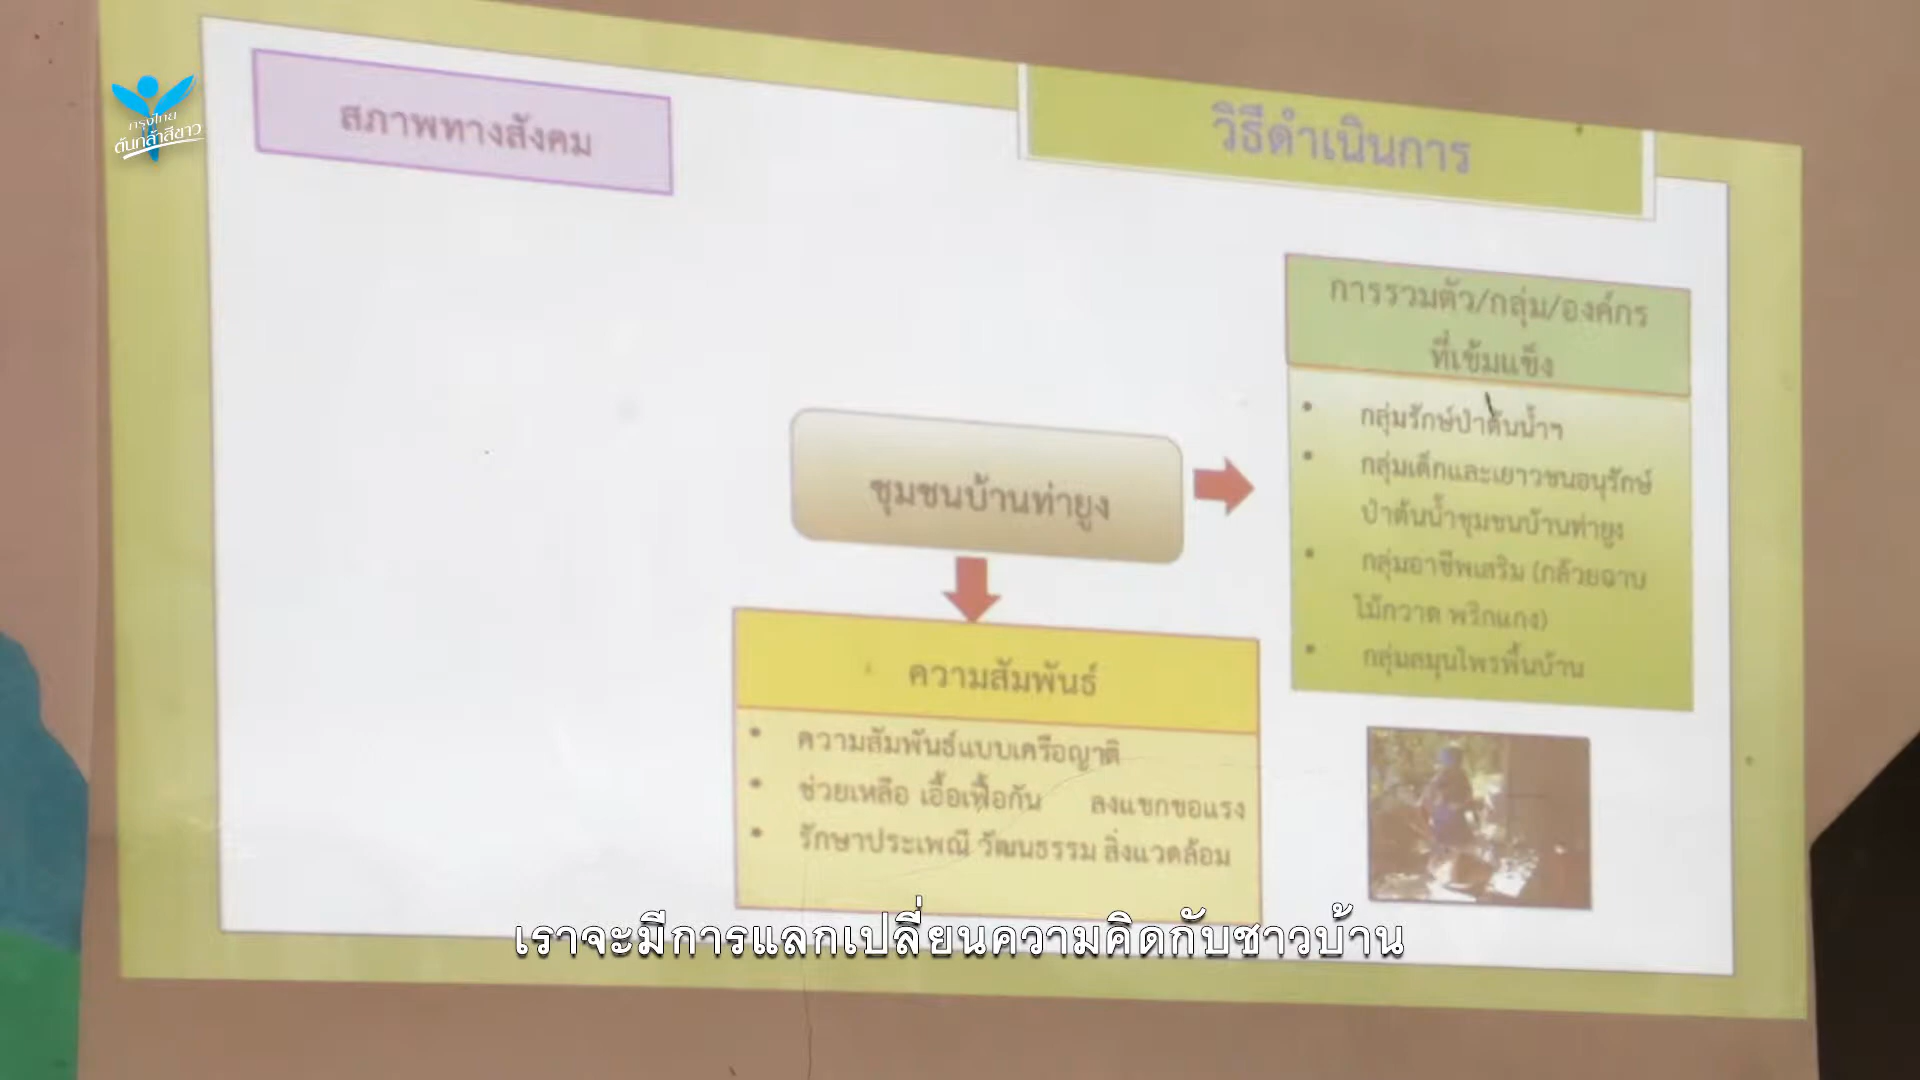 กรุงไทย
ต้นกล้าสีขาว
สภาพทางสังคม
วิธีดำเนินการ
การรวมตัว/กลุ่ม/องค์กร
ที่เข้มแข็ง
• กลุ่มรักษ์ป่าต้นน้ำฯ
• กลุ่มเด็กและเยาวชนอนุรักษ์
ป่าต้นน้ำชุมชนบ้านท่ายูง
• กลุ่มอาชีพเสริม (กล้วยฉาบ
ไม้กวาด พริกแกง)
• กลุ่มสมุนไพรพื้นบ้าน
ชุมชนบ้านท่ายูง
ความสัมพันธ์
• ความสัมพันธ์แบบเครือญาติ
• ช่วยเหลือ เอื้อเฟื้อกัน ลงแขกขอแรง
• รักษาประเพณี วัฒนธรรม สิ่งแวดล้อม
เราจะมีการแลกเปลี่ยนความคิดกับชาวบ้าน